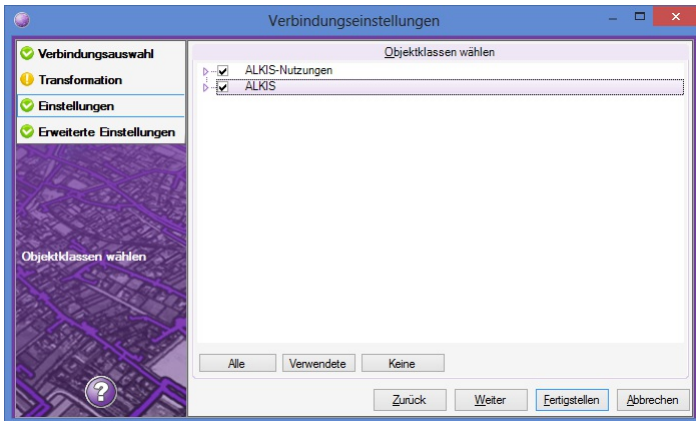 Verbindungseinstellungen
Verbindungsauswahl
Transformation
Einstellungen
Erweiterte Einstellungen
Objektklassen wählen
Objektklassen wählen
ALKIS-Nutzungen
ALKIS
Alle Verwendete Keine
? Zurück Weiter Fertigstellen Abbrechen